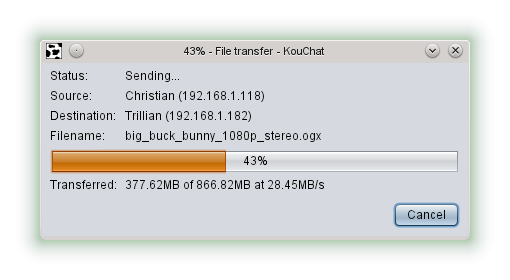 43% - File transfer - KouChat
Status: Sending...
Source: Christian (192.168.1.118)
Destination: Trillian (192.168.1.182)
Filename: big_buck_bunny_1080p_stereo.ogx
43%
Transferred: 377.62MB of 866.82MB at 28.45MB/s
Cancel